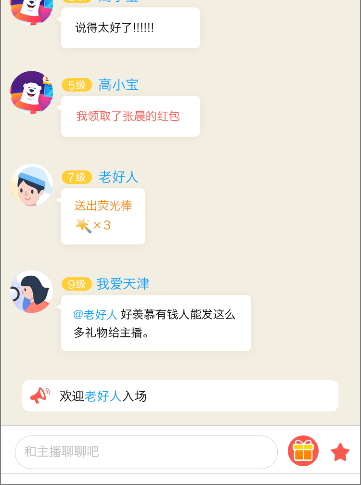 高小宝
说得太好了!!!!!!
5级 高小宝
我领取了张晨的红包
7级 老好人
送出荧光棒
×3
9级 我爱天津
@老好人 好羡慕有钱人能发这么
多礼物给主播。
欢迎老好人入场
和主播聊聊吧